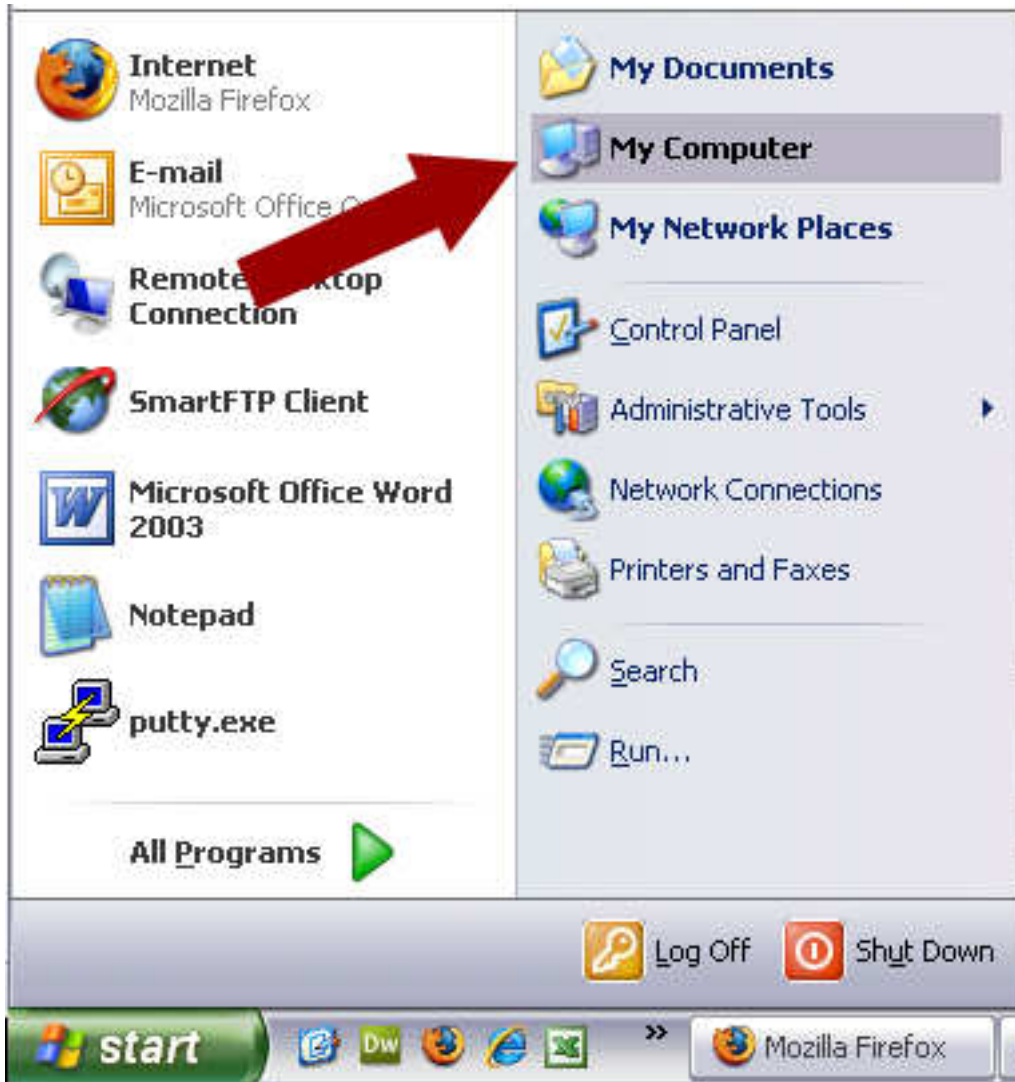 Internet
Mozilla Firefox
E-mail
Microsoft Office
Remote
Connection
SmartFTP Client
Microsoft Office Word
2003
Notepad
putty.exe
All Programs
My Documents
My Computer
My Network Places
Control Panel
Administrative Tools
Network Connections
Printers and Faxes
Search
Run...
Log Off
Shut Down
start
Dw
»
Mozilla Firefox